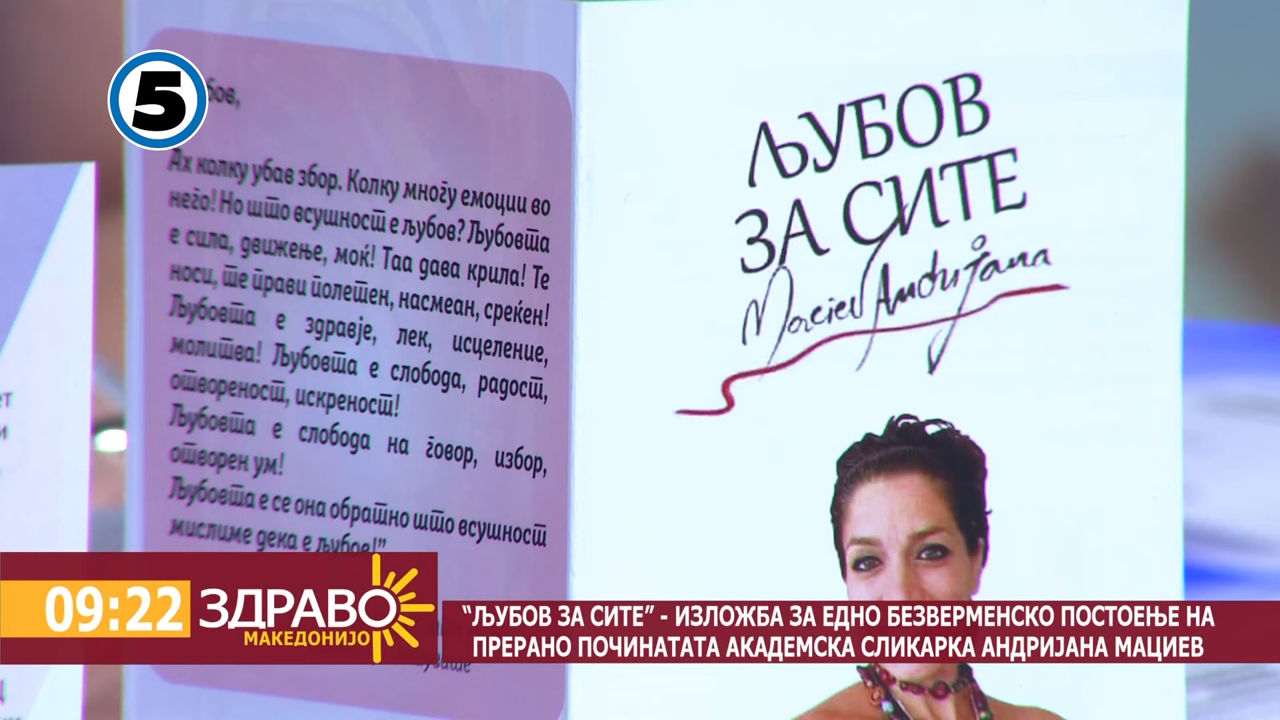 5
бов,
Ах колку убав збор. Колку многу емоции во
него! Но што всушност е љубов? Љубовта
е сила, движење, моќ! Таа дава крила! Те
носи, те прави полетен, насмеан, среќен!
Љубовта е здравје, лек, исцеление,
молитва! Љубовта е слобода, радост,
отвореност, искреност!
Љубовта е слобода на говор, избор,
отворен ум!
Љубовта е се она обратно што всушност
мислиме дека е љубов!”
ЉУБОВ
ЗА СИТЕ
Maciev Андијана
09:22
ЗДРАВО
МАКЕДОНИЈО
“ЉУБОВ ЗА СИТЕ” - ИЗЛОЖБА ЗА ЕДНО БЕЗВЕРМЕНСКО ПОСТОЕЊЕ НА
ПРЕРАНО ПОЧИНАТАТА АКАДЕМСКА СЛИКАРКА АНДРИЈАНА МАЦИЕВ